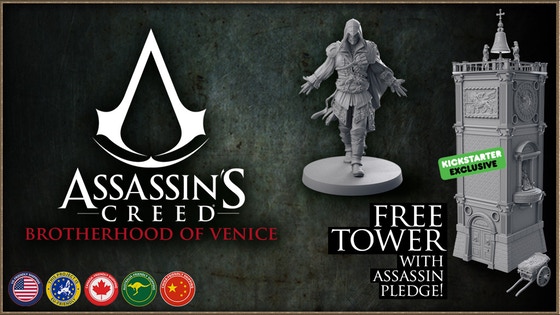 ASSASSIN'S
CREED
BROTHERHOOD OF VENICE
KICKSTARTER
EXCLUSIVE
FREE
TOWER
WITH
ASSASSIN
PLEDGE!